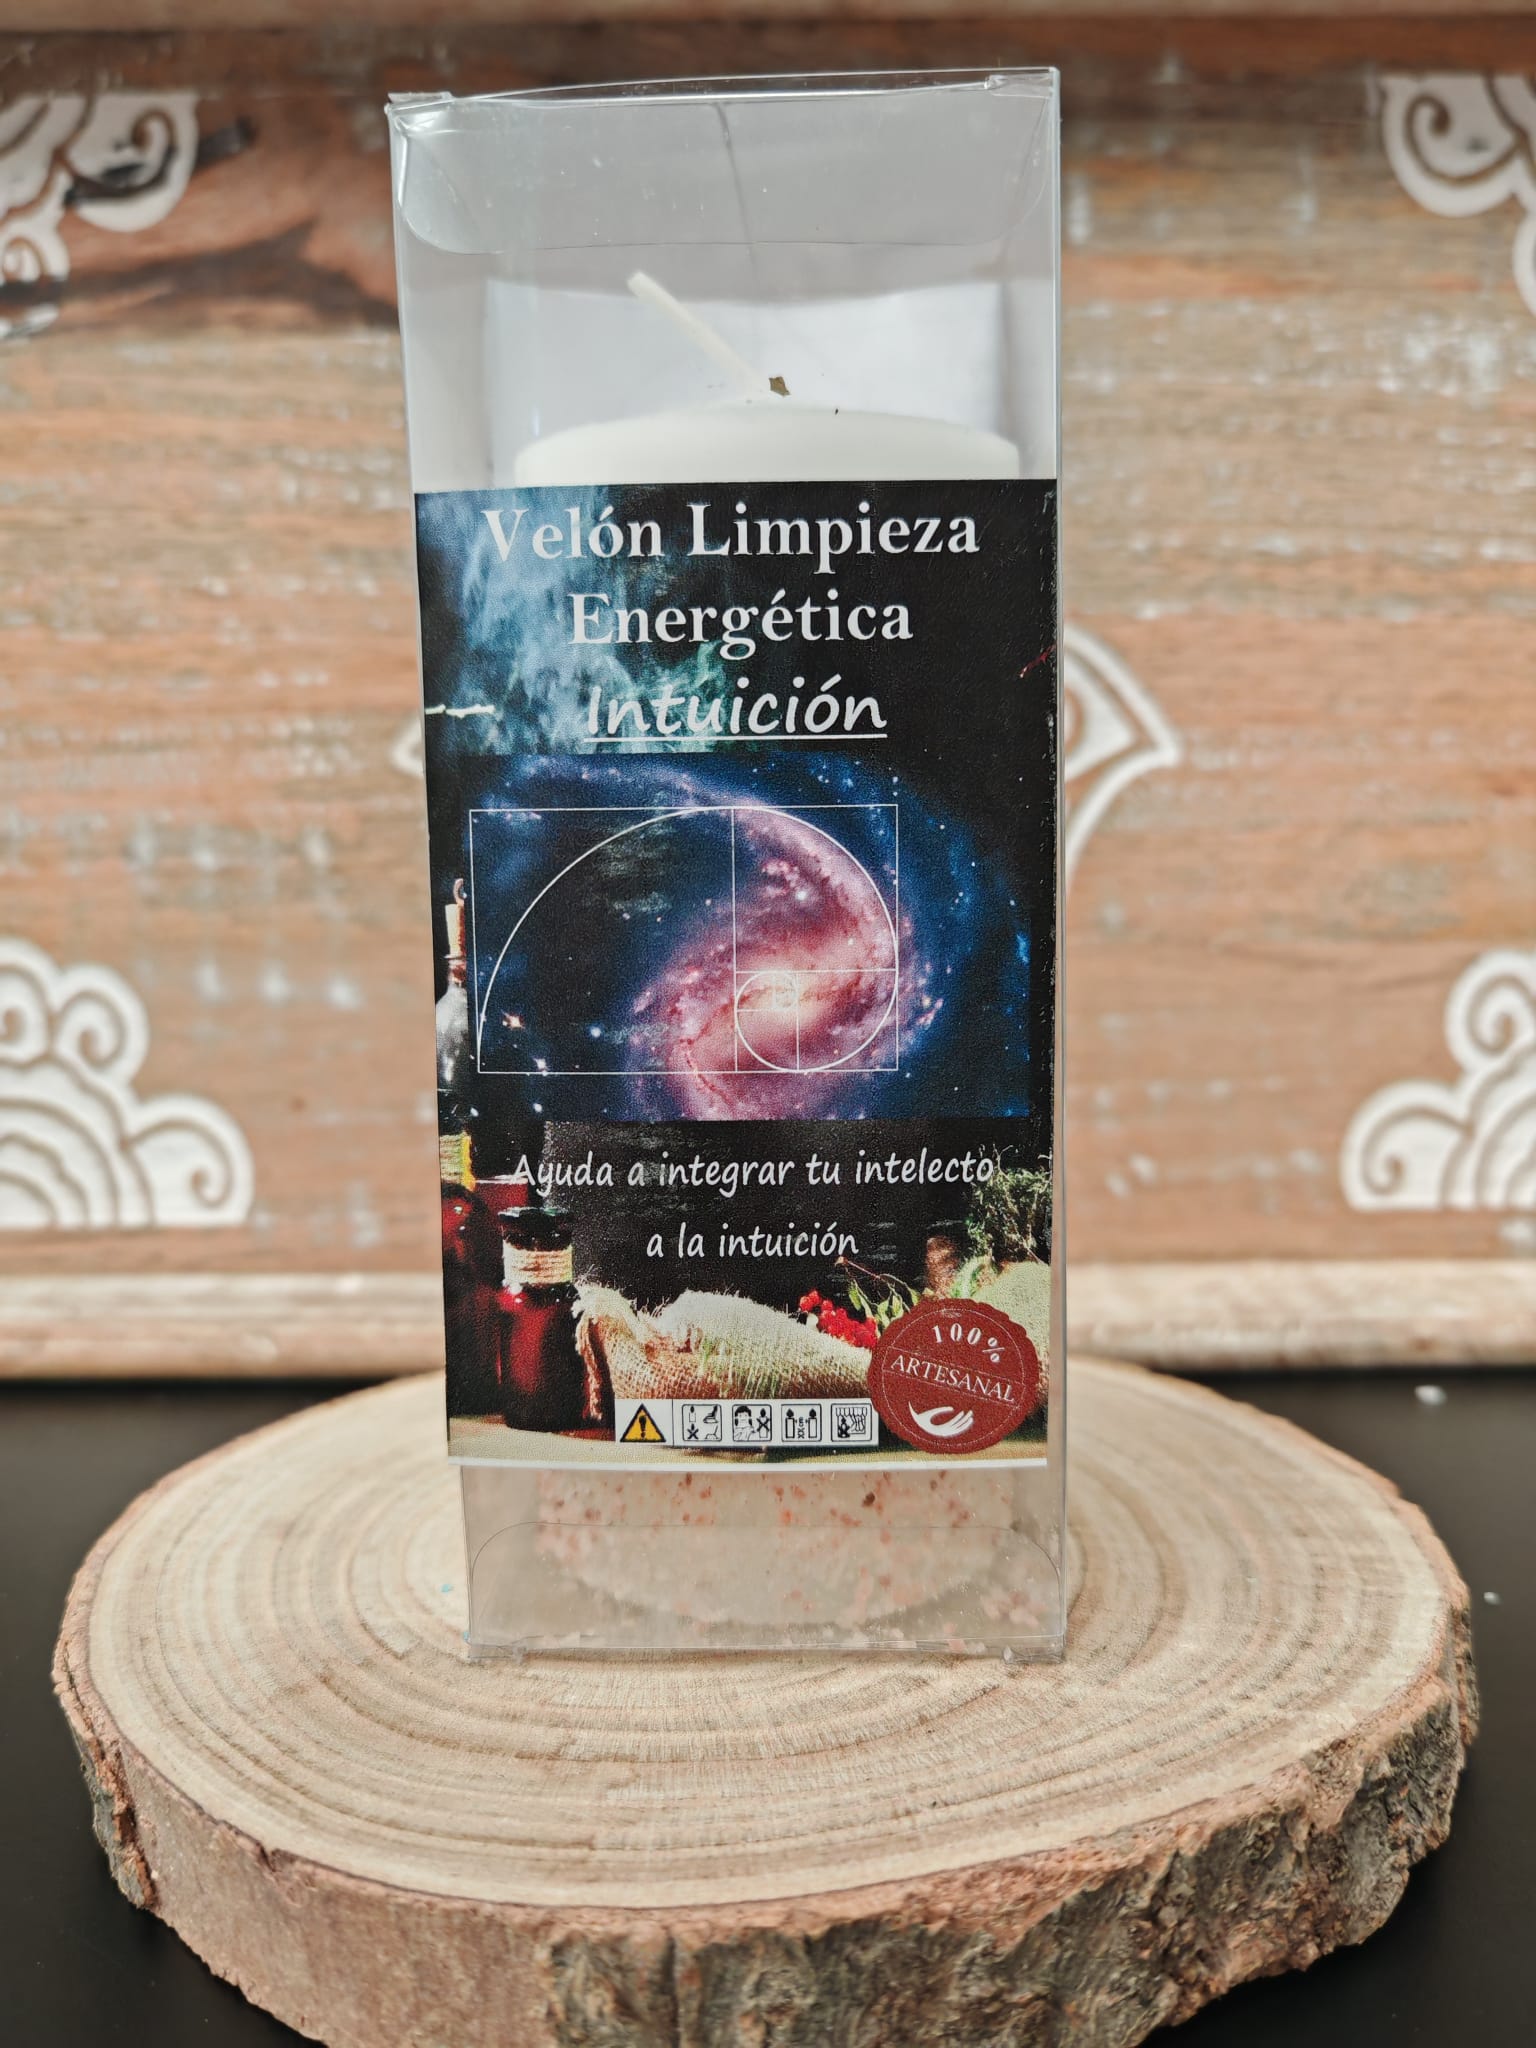 Velón Limpieza
Energética
Intuición
Ayuda a integrar tu intelecto
a la intuición
100%
ARTESANAL